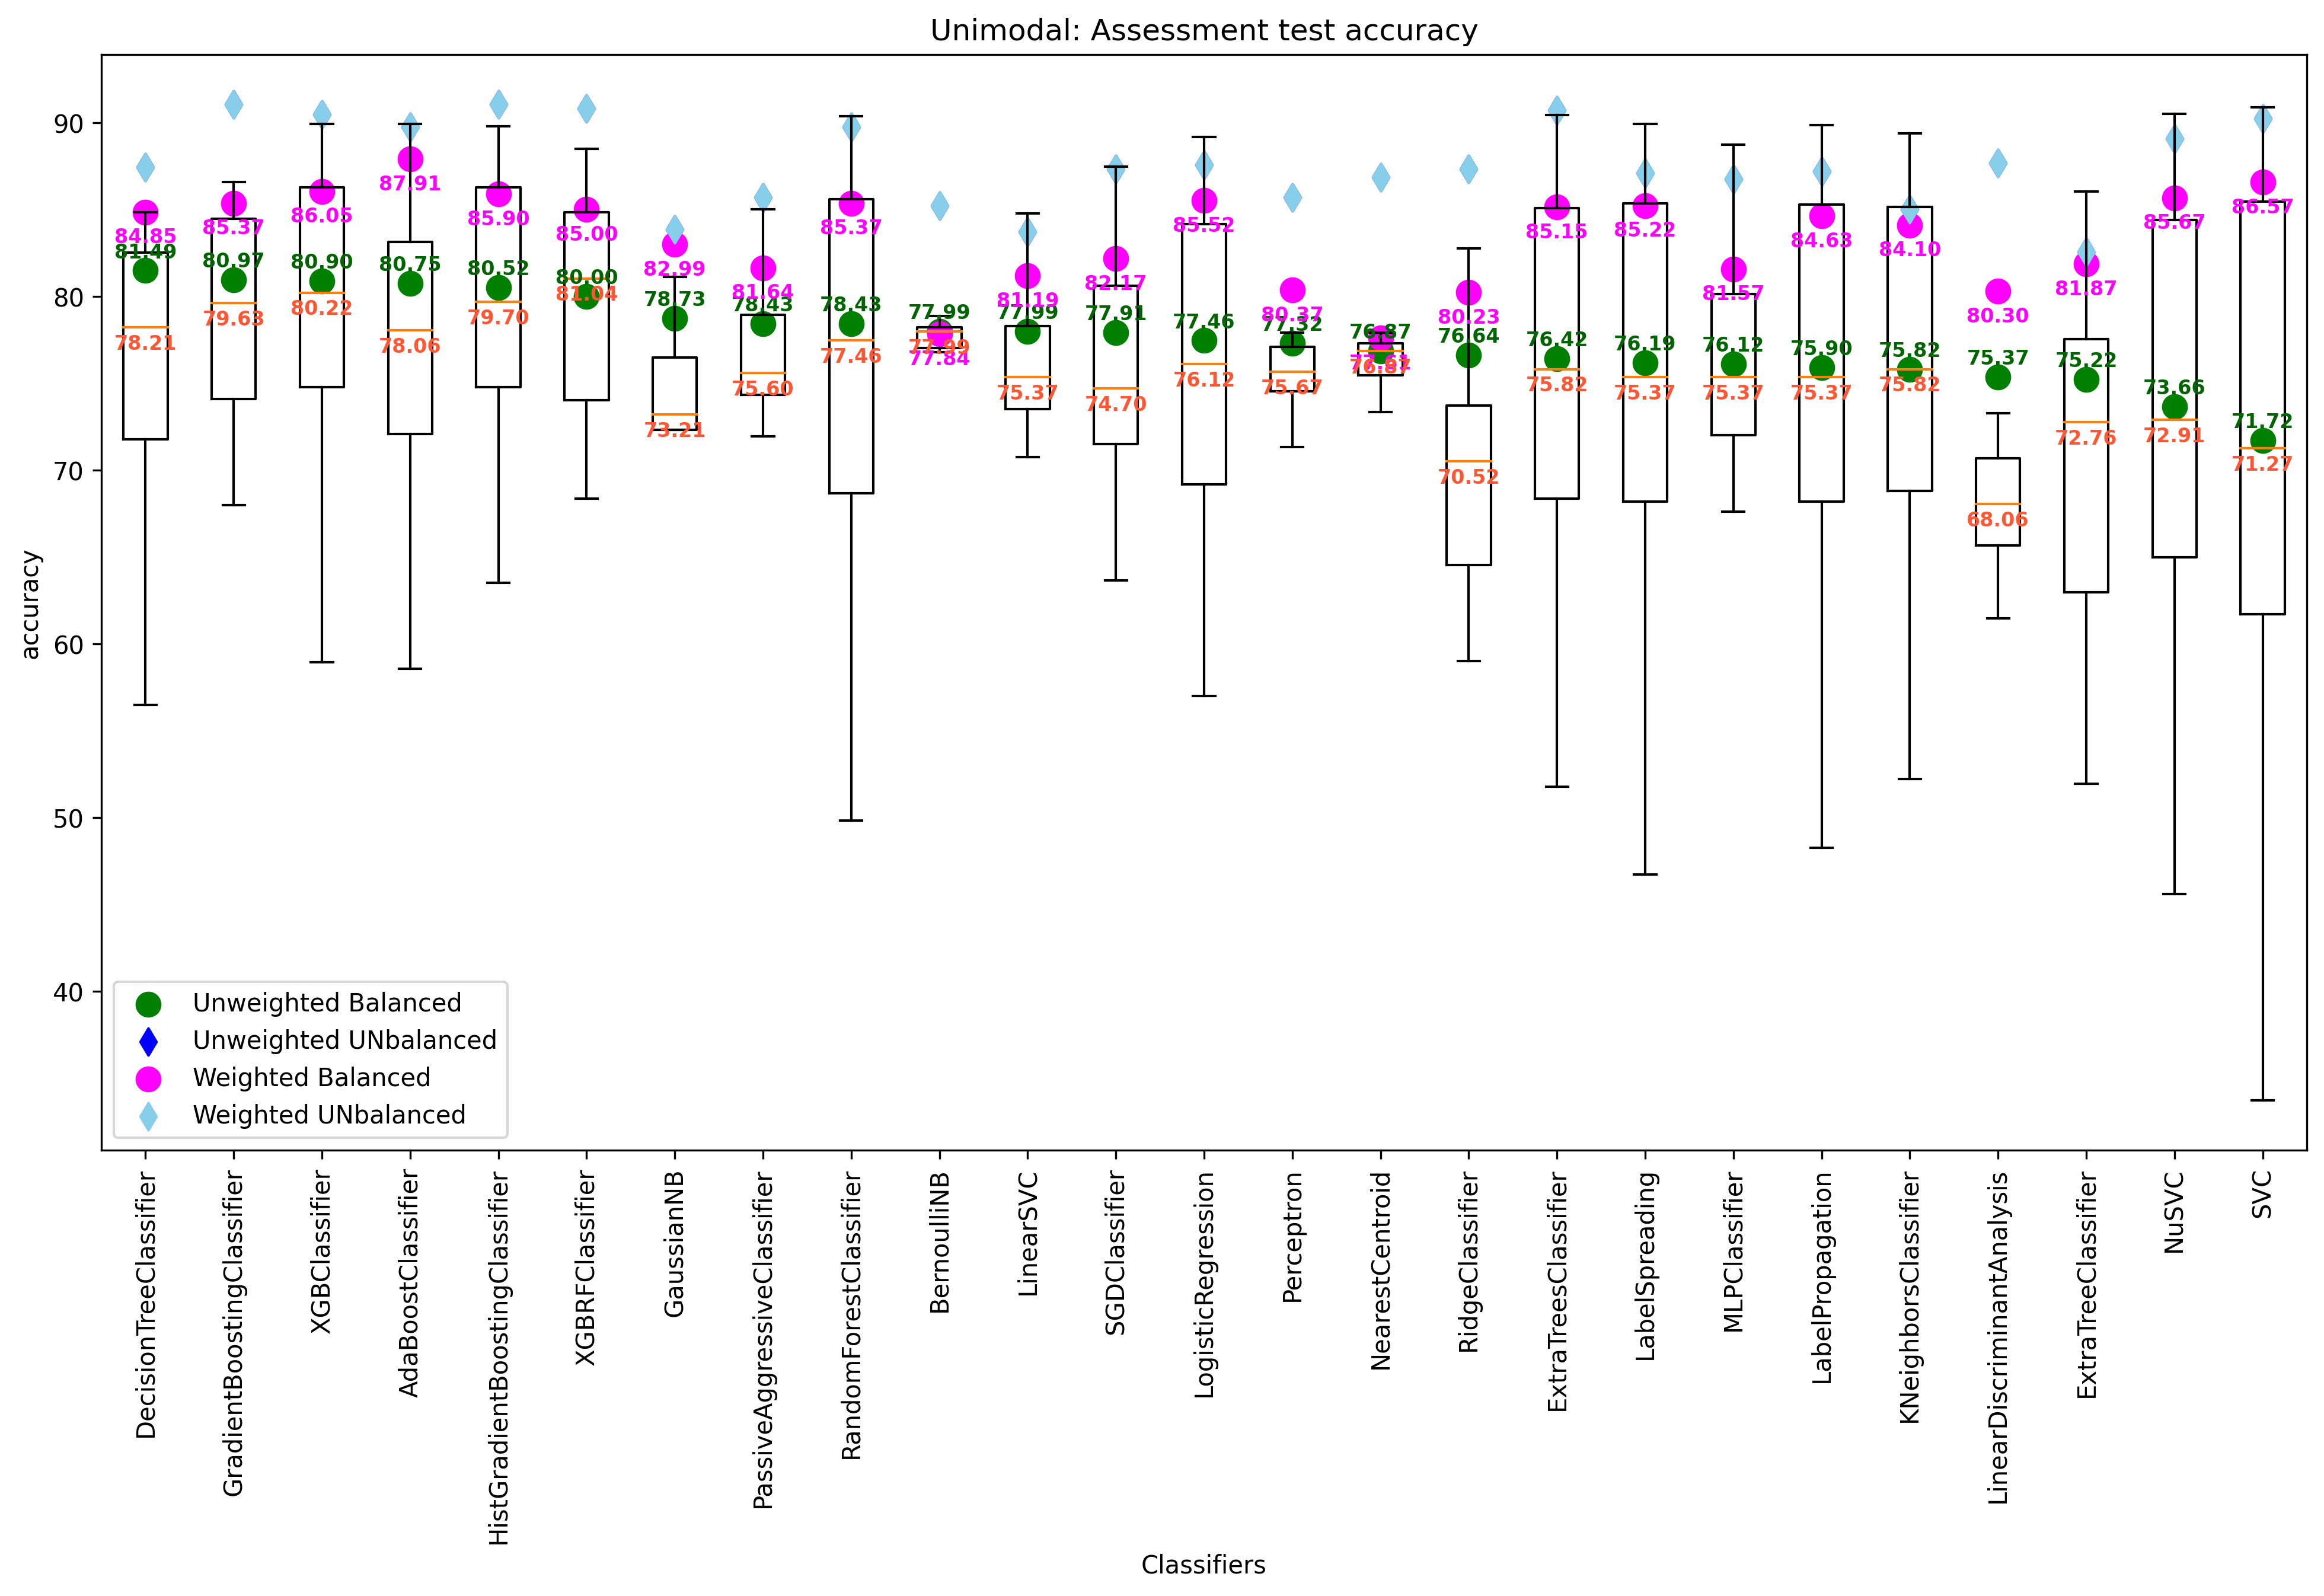 Unimodal: Assessment test accuracy
accuracy
90
80
70
60
50
40
84.85
81.49
78.21
85.37
80.97
79.63
86.05
80.90
80.22
87.91
80.75
78.06
85.90
80.52
79.70
85.00
80.00
81.04
82.99
78.73
73.21
81.64
78.43
75.60
85.37
78.43
77.46
77.99
77.99
77.84
81.19
77.99
75.37
82.17
77.91
74.70
85.52
77.46
76.12
80.37
77.32
75.67
76.87
76.87
80.23
76.64
70.52
85.15
76.42
75.82
85.22
76.19
75.37
81.57
76.12
75.37
84.63
75.90
75.37
84.10
75.82
75.82
80.30
75.37
68.06
81.87
75.22
72.76
85.67
73.66
72.91
86.57
71.72
71.27
Unweighted Balanced
Unweighted UNbalanced
Weighted Balanced
Weighted UNbalanced
DecisionTreeClassifier
GradientBoostingClassifier
XGBClassifier
AdaBoostClassifier
HistGradientBoostingClassifier
XGBRFClassifier
GaussianNB
PassiveAggressiveClassifier
RandomForestClassifier
BernoulliNB
LinearSVC
SGDClassifier
LogisticRegression
Perceptron
NearestCentroid
RidgeClassifier
ExtraTreesClassifier
LabelSpreading
MLPClassifier
LabelPropagation
KNeighborsClassifier
LinearDiscriminantAnalysis
ExtraTreeClassifier
NuSVC
SVC
Classifiers